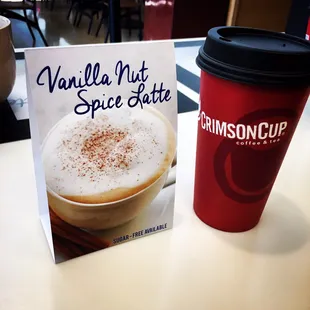 Vanilla Nut
Spice Latte
SUGAR-FREE AVAILABLE
CRIMSONCUP
coffee & tea